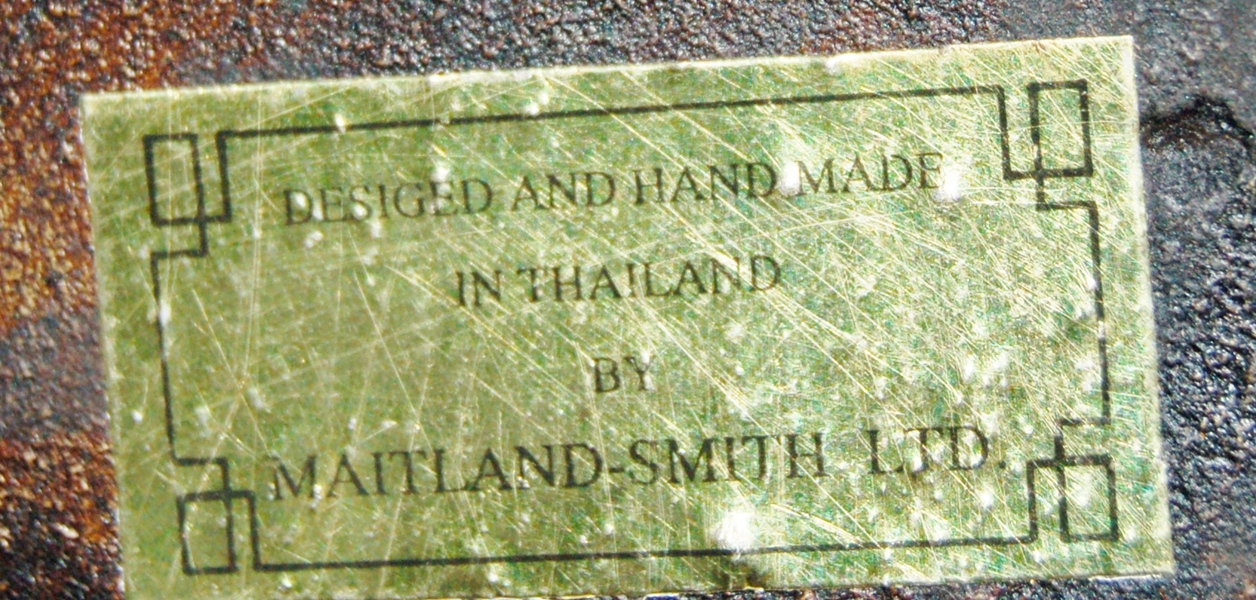 DESIGED AND HAND MADE
IN THAILAND
BY
MAITLAND-SMITH LTD.